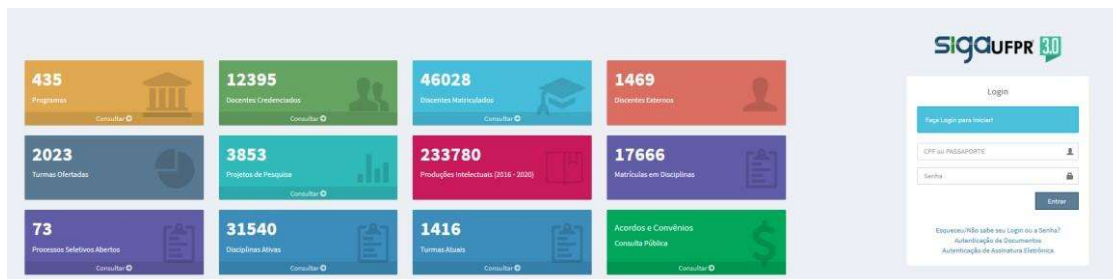 435
Programas
Consultar
12395
Docentes Credenciados
Consultar
46028
Discentes Matriculados
Consultar
1469
Discentes Externos
2023
Turmas Ofertadas
3853
Projetos de Pesquisa
Consultar
233780
Produções Intelectuais (2016 - 2020)
17666
Matrículas em Disciplinas
73
Processos Seletivos Abertos
Consultar
31540
Disciplinas Ativas
Consultar
1416
Turmas Atuais
Consultar
Acordos e Convênios
Consulta Pública
Consultar
siga UFPR 3.0
Login
Faça Login para Iniciar!
CPF ou PASSAPORTE
Senha
Entrar
Esqueceu/Não sabe seu Login ou a Senha?
Autenticação de Documentos
Autenticação de Assinatura Eletrônica